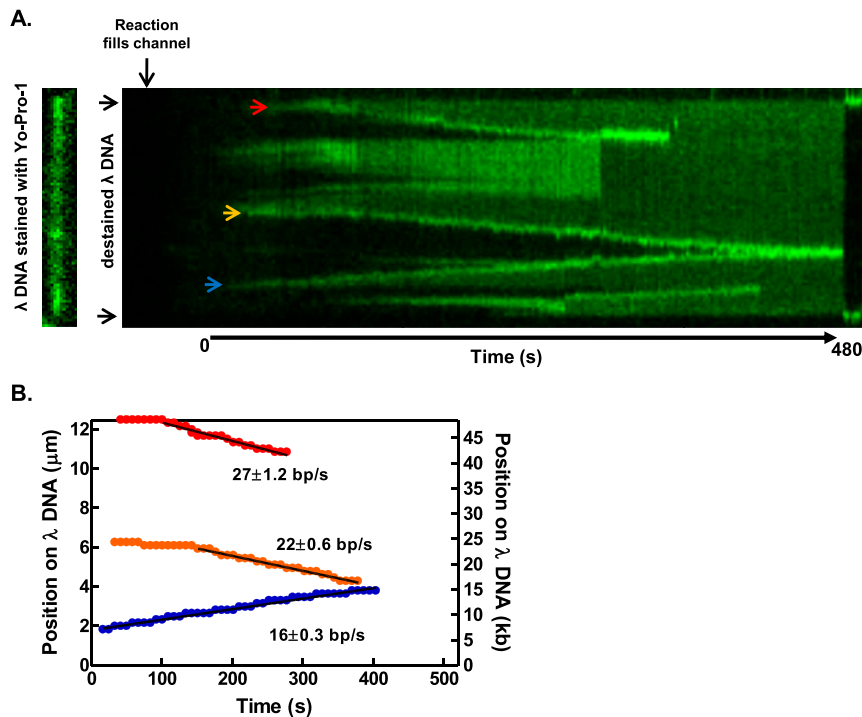 A.
Reaction
fills channel
λ DNA stained with Yo-Pro-1
destained λ DNA
0
480
Time (s)
B.
12
10
8
6
4
2
0
Position on λ DNA (μm)
27±1.2 bp/s
22±0.6 bp/s
16±0.3 bp/s
45
40
35
30
25
20
15
10
5
0
Position on λ DNA (kb)
0 100 200 300 400 500
Time (s)